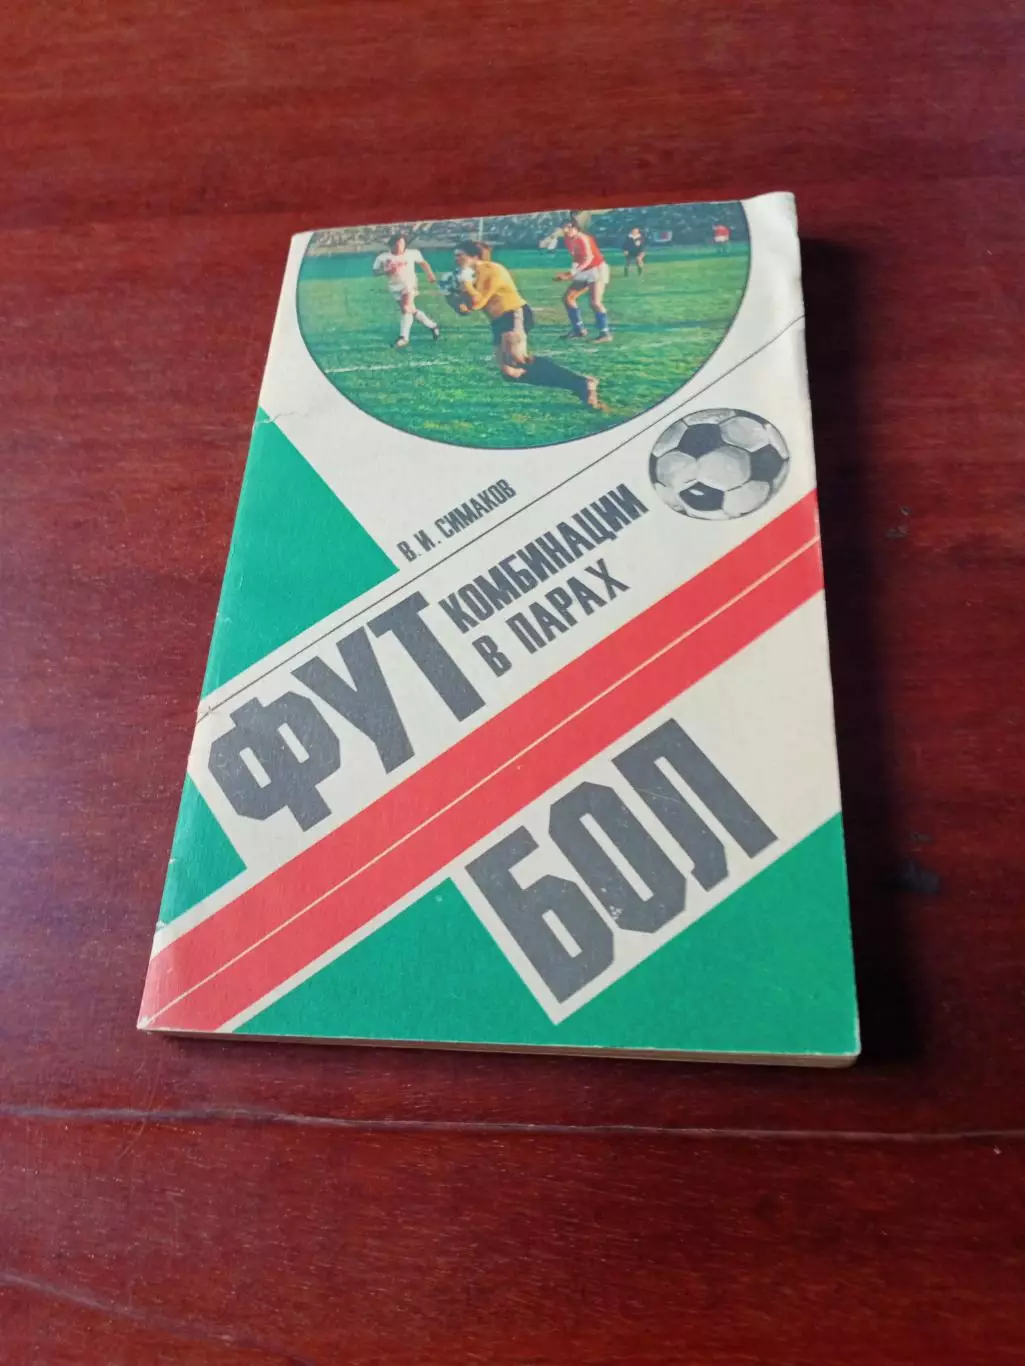 В. И. СИМАКОВ
ФУТ
КОМБИНАЦИИ
В ПАРАХ
БОЛ